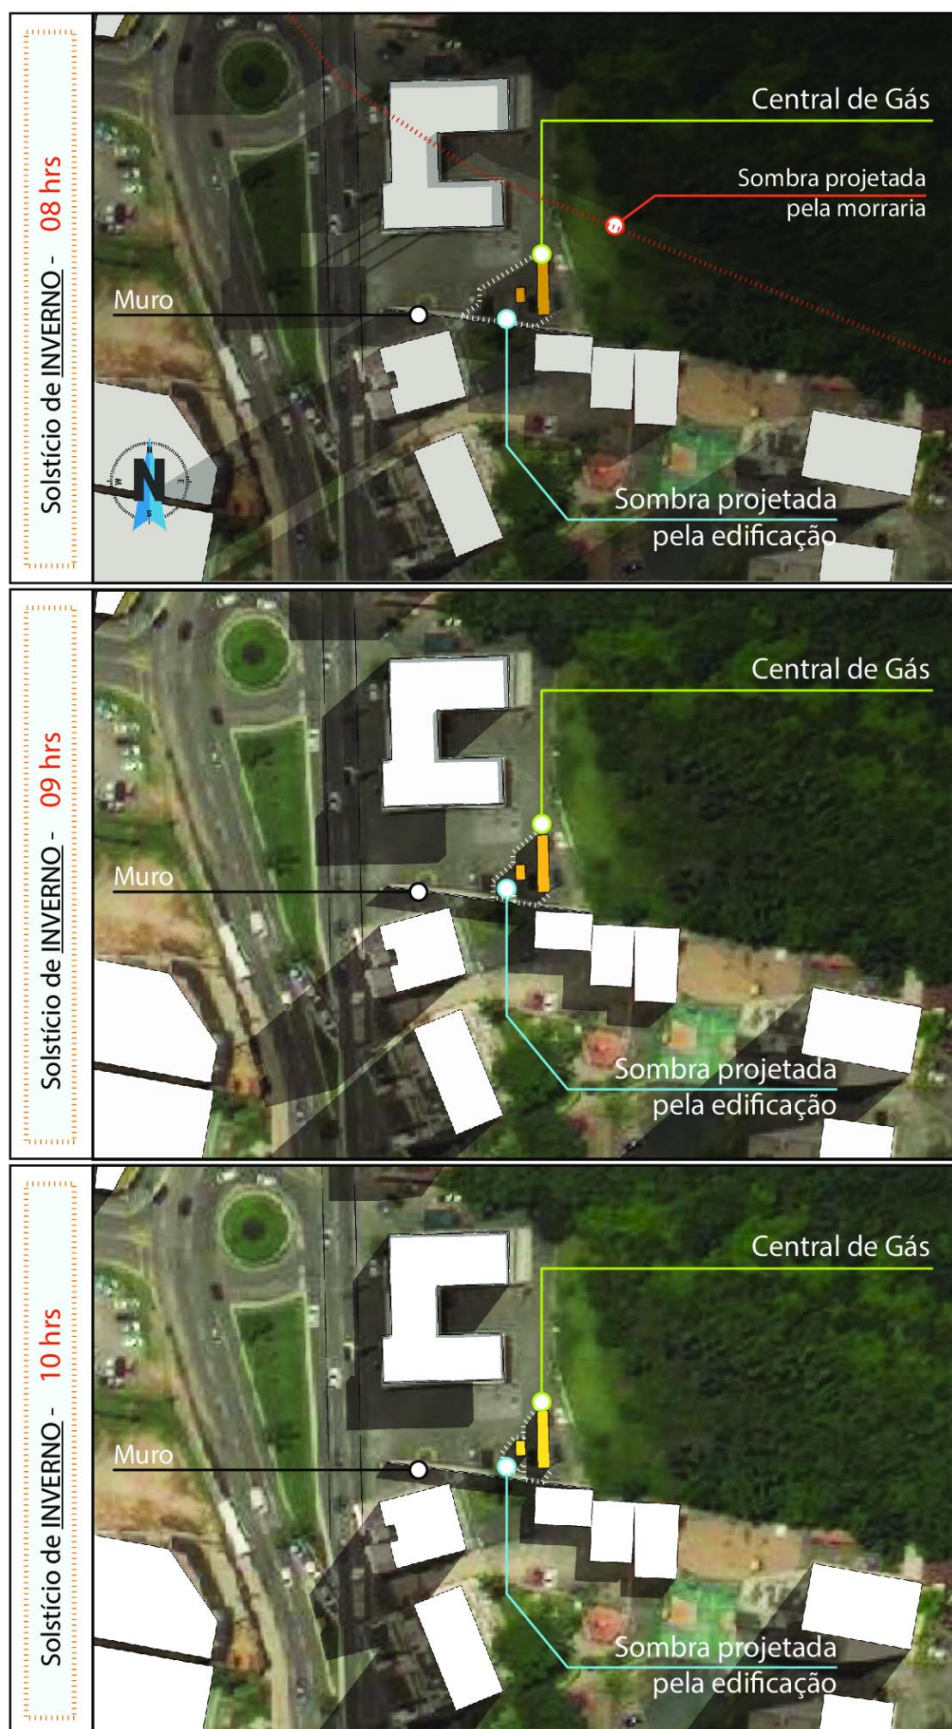 Solstício de INVERNO - 08 hrs
Central de Gás
Sombra projetada
pela morraria
Muro
N
N
W
E
S
Sombra projetada
pela edificação
Solstício de INVERNO - 09 hrs
Central de Gás
Muro
Sombra projetada
pela edificação
Solstício de INVERNO - 10 hrs
Central de Gás
Muro
Sombra projetada
pela edificação